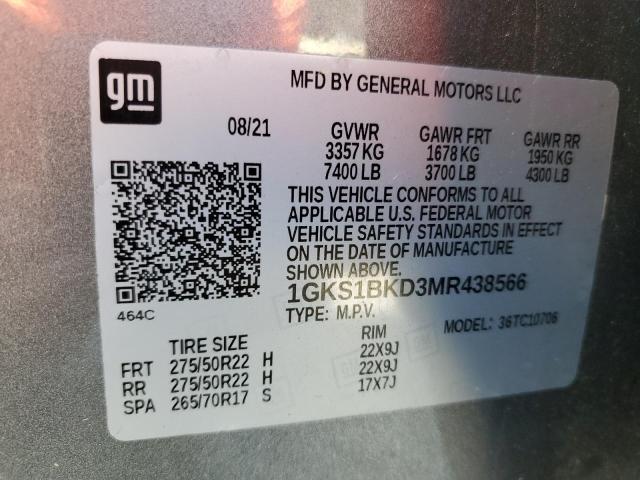 gm
MFD BY GENERAL MOTORS LLC
08/21 GVWR GAWR FRT GAWR RR
3357 KG 1678 KG 1950 KG
7400 LB 3700 LB 4300 LB
THIS VEHICLE CONFORMS TO ALL
APPLICABLE U.S. FEDERAL MOTOR
VEHICLE SAFETY STANDARDS IN EFFECT
ON THE DATE OF MANUFACTURE
SHOWN ABOVE.
1GKS1BKD3MR438566
464C
TYPE: M.P.V. MODEL: 36TC10706
TIRE SIZE RIM
FRT 275/50R22 H 22X9J
RR 275/50R22 H 22X9J
SPA 265/70R17 S 17X7J